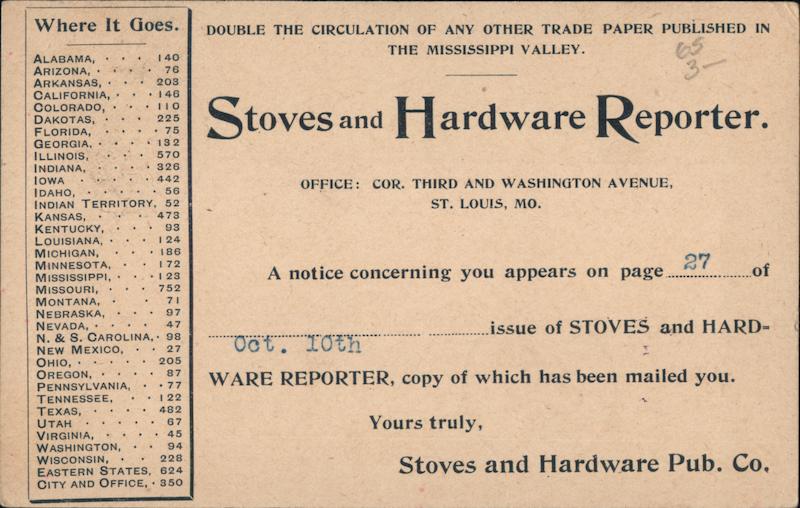 Where It Goes.
ALABAMA, · · · 140
ARIZONA, · · · · 76
ARKANSAS, · · · 203
CALIFORNIA, · · · 146
COLORADO, · · · 110
DAKOTAS, · · · · 225
FLORIDA, · · · · 75
GEORGIA, · · · · 132
ILLINOIS, · · · · 570
INDIANA, · · · · 326
IOWA · · · · · 442
IDAHO, · · · · · 56
INDIAN TERRITORY, 52
KANSAS, · · · · 473
KENTUCKY, · · · 93
LOUISIANA, · · · 124
MICHIGAN, · · · · 186
MINNESOTA, · · · 172
MISSISSIPPI, · · · 123
MISSOURI, · · · · 752
MONTANA, · · · 71
NEBRASKA, · · · 97
NEVADA, · · · · 47
N. & S. CAROLINA, · 98
NEW MEXICO, · · 27
OHIO, · · · · · 205
OREGON, · · · · 87
PENNSYLVANIA, · · 77
TENNESSEE, · · · 122
TEXAS, · · · · · 482
UTAH · · · · · 67
VIRGINIA, · · · · 45
WASHINGTON, · · 94
WISCONSIN, · · · 228
EASTERN STATES, 624
CITY AND OFFICE, · 350
DOUBLE THE CIRCULATION OF ANY OTHER TRADE PAPER PUBLISHED IN
THE MISSISSIPPI VALLEY.
65
3-
Stoves and Hardware Reporter.
OFFICE: COR. THIRD AND WASHINGTON AVENUE,
ST. LOUIS, MO.
A notice concerning you appears on page 27 of
Oct. 10th issue of STOVES and HARD=
WARE REPORTER, copy of which has been mailed you.
Yours truly,
Stoves and Hardware Pub. Co.